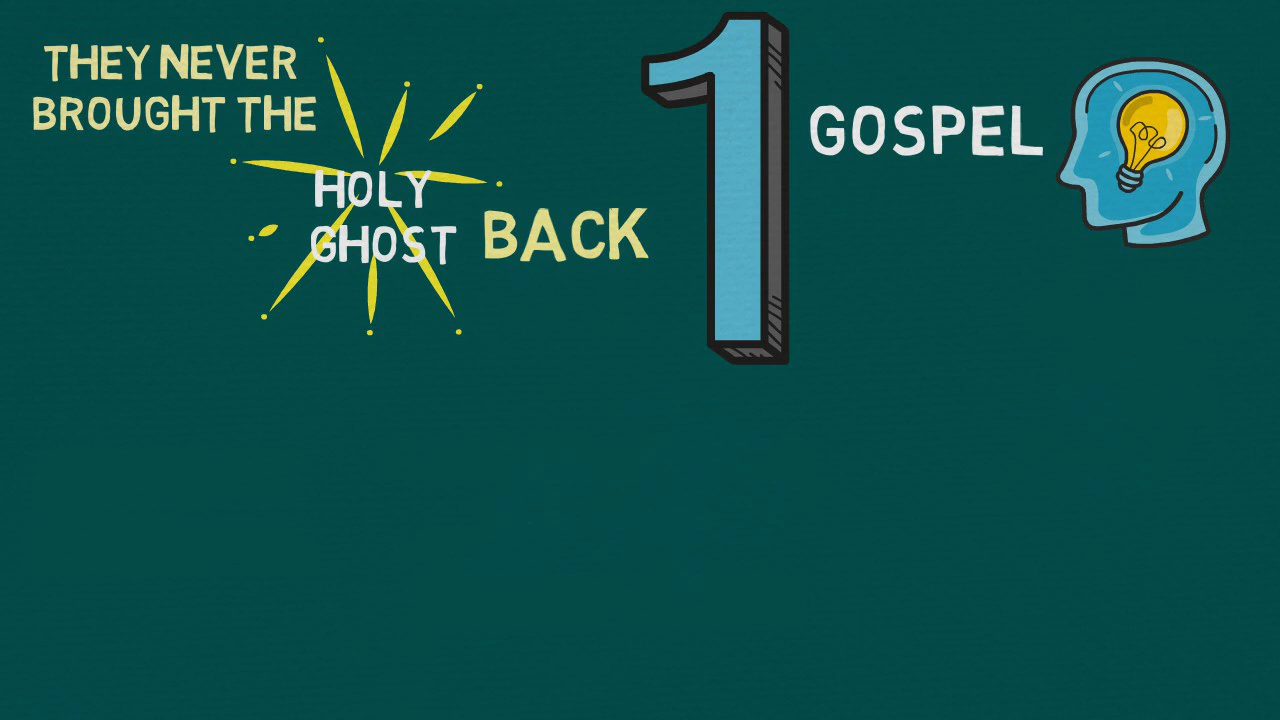 THEY NEVER
BROUGHT THE
HOLY
GHOST
BACK
1
GOSPEL